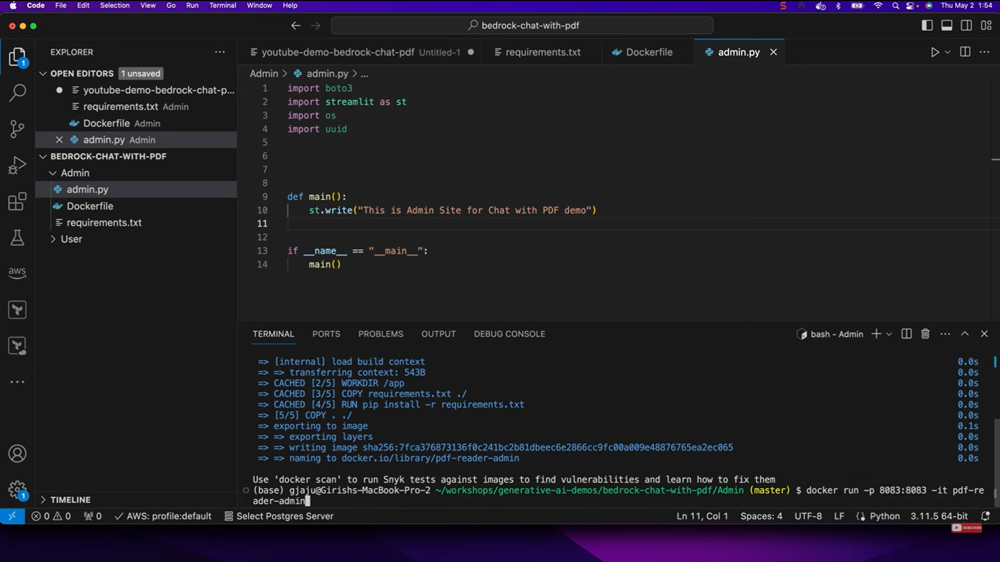 Code File Edit Selection View Go Run Terminal Window Help
Thu May 2 1:54
bedrock-chat-with-pdf
EXPLORER
youtube-demo-bedrock-chat-pdf Untitled-1
requirements.txt
Dockerfile
admin.py
1
OPEN EDITORS 1 unsaved
youtube-demo-bedrock-chat-p...
requirements.txt Admin
Dockerfile Admin
admin.py Admin
BEDROCK-CHAT-WITH-PDF
Admin
admin.py
Dockerfile
requirements.txt
User
aws
1
TIMELINE
Admin > admin.py > ...
1 import boto3
2 import streamlit as st
3 import os
4 import uuid
5
6
7
8
9 def main():
10 st.write("This is Admin Site for Chat with PDF demo")
11
12
13 if __name__ == "__main__":
14 main()
TERMINAL PORTS PROBLEMS OUTPUT DEBUG CONSOLE
bash - Admin
=> [internal] load build context 0.0s
=> => transferring context: 543B 0.0s
=> CACHED [2/5] WORKDIR /app 0.0s
=> CACHED [3/5] COPY requirements.txt ./ 0.0s
=> CACHED [4/5] RUN pip install -r requirements.txt 0.0s
=> [5/5] COPY . ./ 0.0s
=> exporting to image 0.1s
=> => exporting layers 0.0s
=> => writing image sha256:7fca376873136f0c241bc2b81dbeec6e2866cc9fc00a009e48876765ea2ec065 0.0s
=> => naming to docker.io/library/pdf-reader-admin 0.0s
Use 'docker scan' to run Snyk tests against images to find vulnerabilities and learn how to fix them
(base) gjaju@Girishs-MacBook-Pro-2 ~/workshops/generative-ai-demos/bedrock-chat-with-pdf/Admin (master) $ docker run -p 8083:8083 -it pdf-re
ader-admin
0 0 0 AWS: profile:default Select Postgres Server
Ln 11, Col 1 Spaces: 4 UTF-8 LF Python 3.11.5 64-bit
SUBSCRIBE